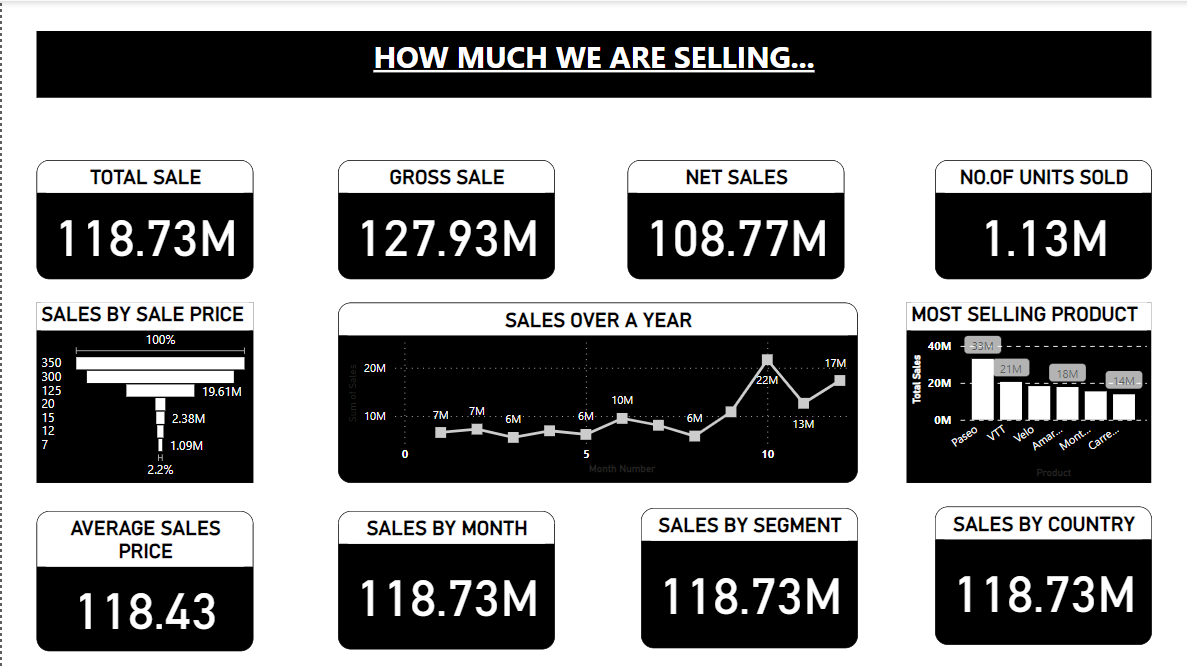 HOW MUCH WE ARE SELLING...
TOTAL SALE
118.73M
GROSS SALE
127.93M
NET SALES
108.77M
NO.OF UNITS SOLD
1.13M
SALES BY SALE PRICE
100%
350
300
125
19.61M
20
15
2.38M
12
7
1.09M
2.2%
SALES OVER A YEAR
Sum of Sales
20M
10M
7M
7M
6M
6M
10M
6M
22M
13M
17M
0
5
10
Month Number
MOST SELLING PRODUCT
Total Sales
40M
20M
0M
33M
21M
18M
14M
Paseo
VTT
Velo
Amar...
Mont...
Carre...
Product
AVERAGE SALES
PRICE
118.43
SALES BY MONTH
118.73M
SALES BY SEGMENT
118.73M
SALES BY COUNTRY
118.73M